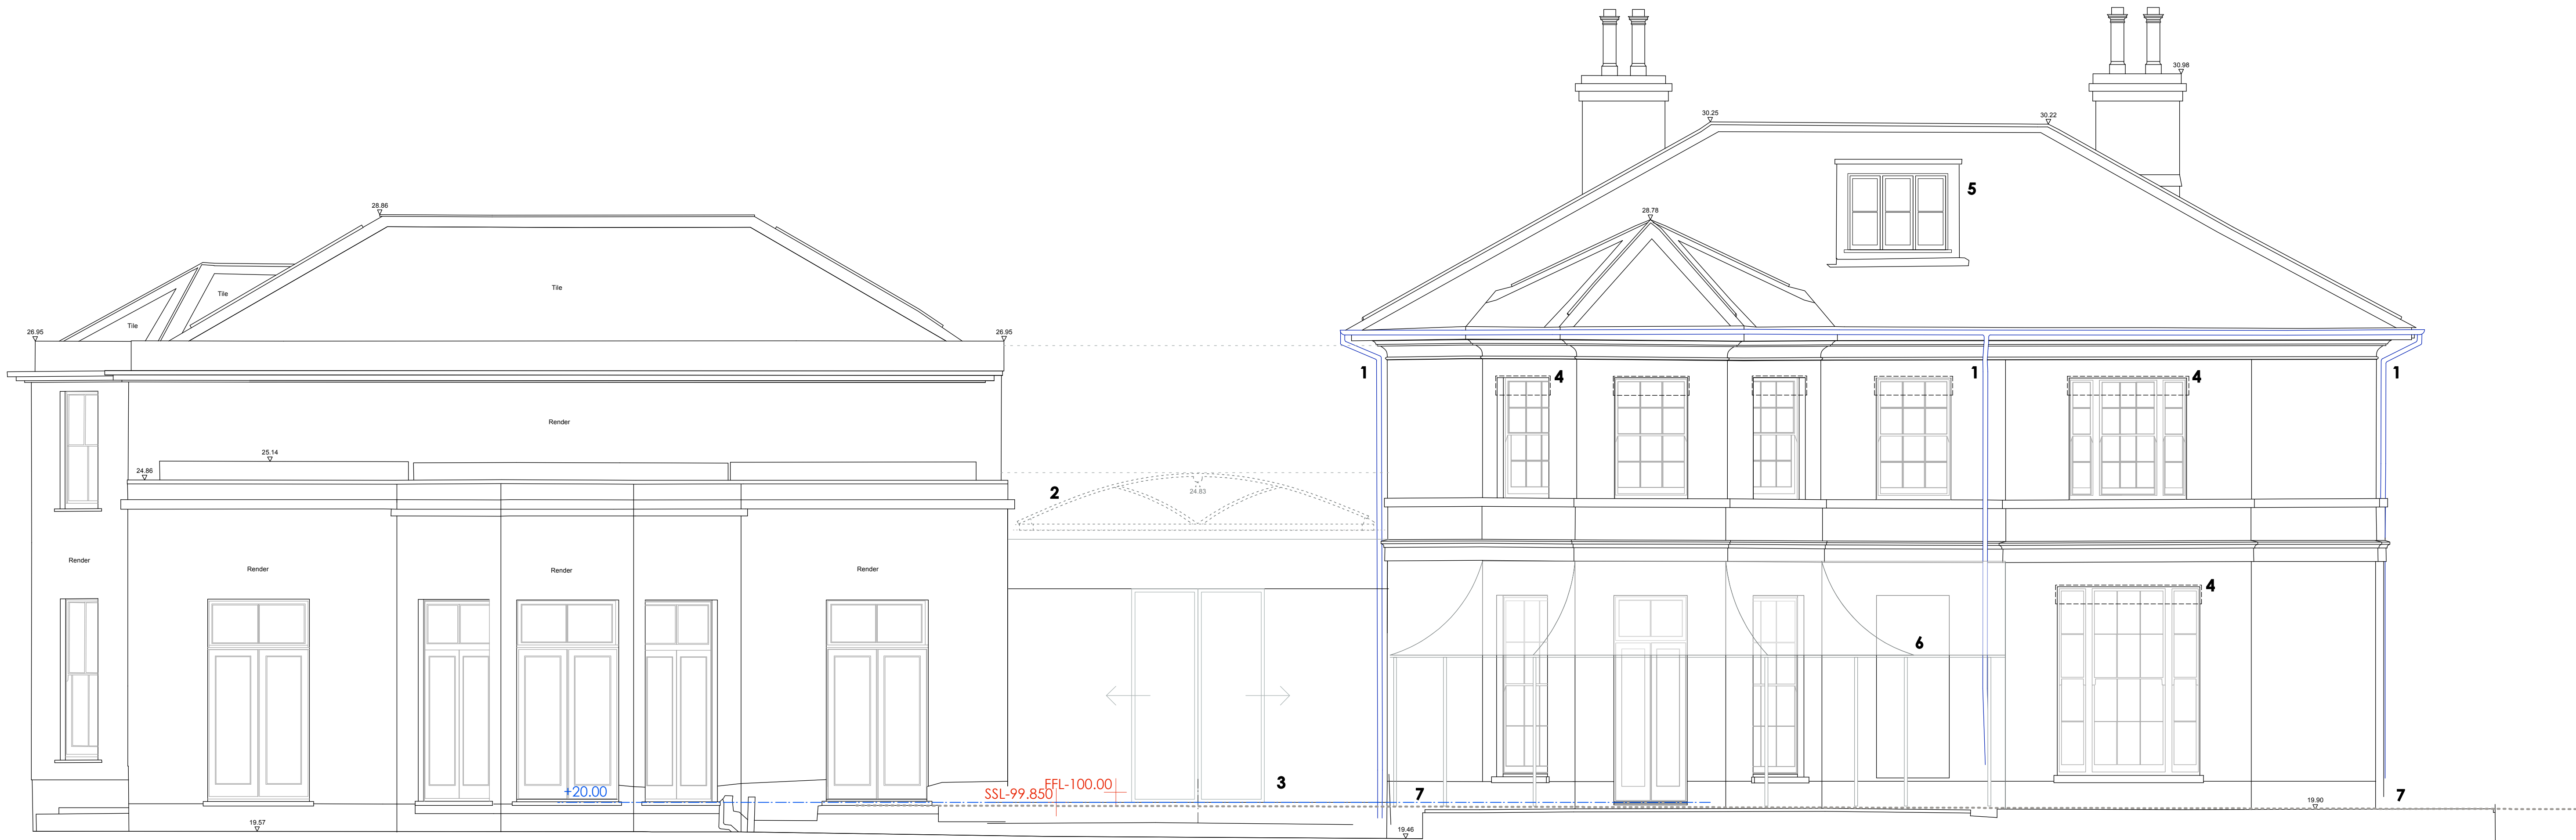 30.98
30.25
30.22
5
28.86
28.78
Tile
Tile
Tile
26.95
26.95
1
4
1
4
1
Render
25.14
24.86
2
24.83
Render
Render
Render
Render
4
6
3
FFL-100.00
SSL-99.850
+20.00
7
7
19.90
19.57
19.46